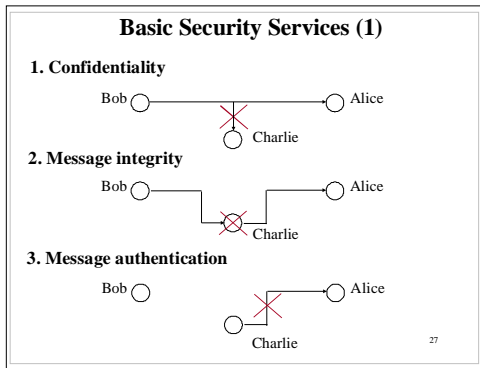 Basic Security Services (1)
1. Confidentiality
Bob Alice
Charlie
2. Message integrity
Bob Alice
Charlie
3. Message authentication
Bob Alice
Charlie
27